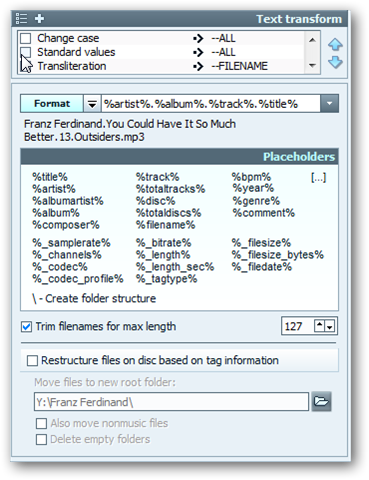 Text transform
Change case --ALL
Standard values --ALL
Transliteration --FILENAME
Format %artist%.%album%.%track%.%title%
Franz Ferdinand.You Could Have It So Much
Better.13.Outsiders.mp3
Placeholders
%title% %track% %bpm% [...]
%artist% %totaltracks% %year%
%albumartist% %disc% %genre%
%album% %totaldiscs% %comment%
%composer% %filename%
%_samplerate% %_bitrate% %_filesize%
%_channels% %_length% %_filesize_bytes%
%_codec% %_length_sec% %_filedate%
%_codec_profile% %_tagtype%
\ - Create folder structure
Trim filenames for max length 127
Restructure files on disc based on tag information
Move files to new root folder:
Y:\Franz Ferdinand\
Also move nonmusic files
Delete empty folders